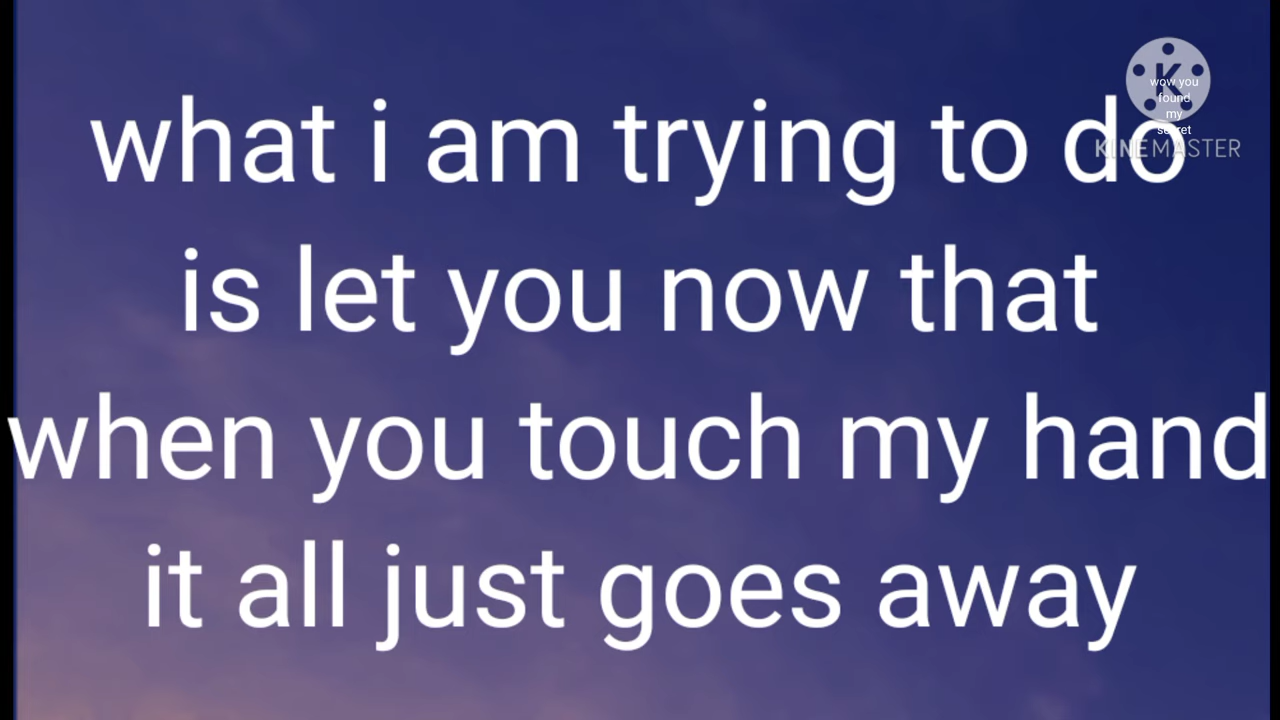 what i am trying to do
is let you now that
when you touch my hand
it all just goes away
wow you
found
my
secret
KINEMASTER